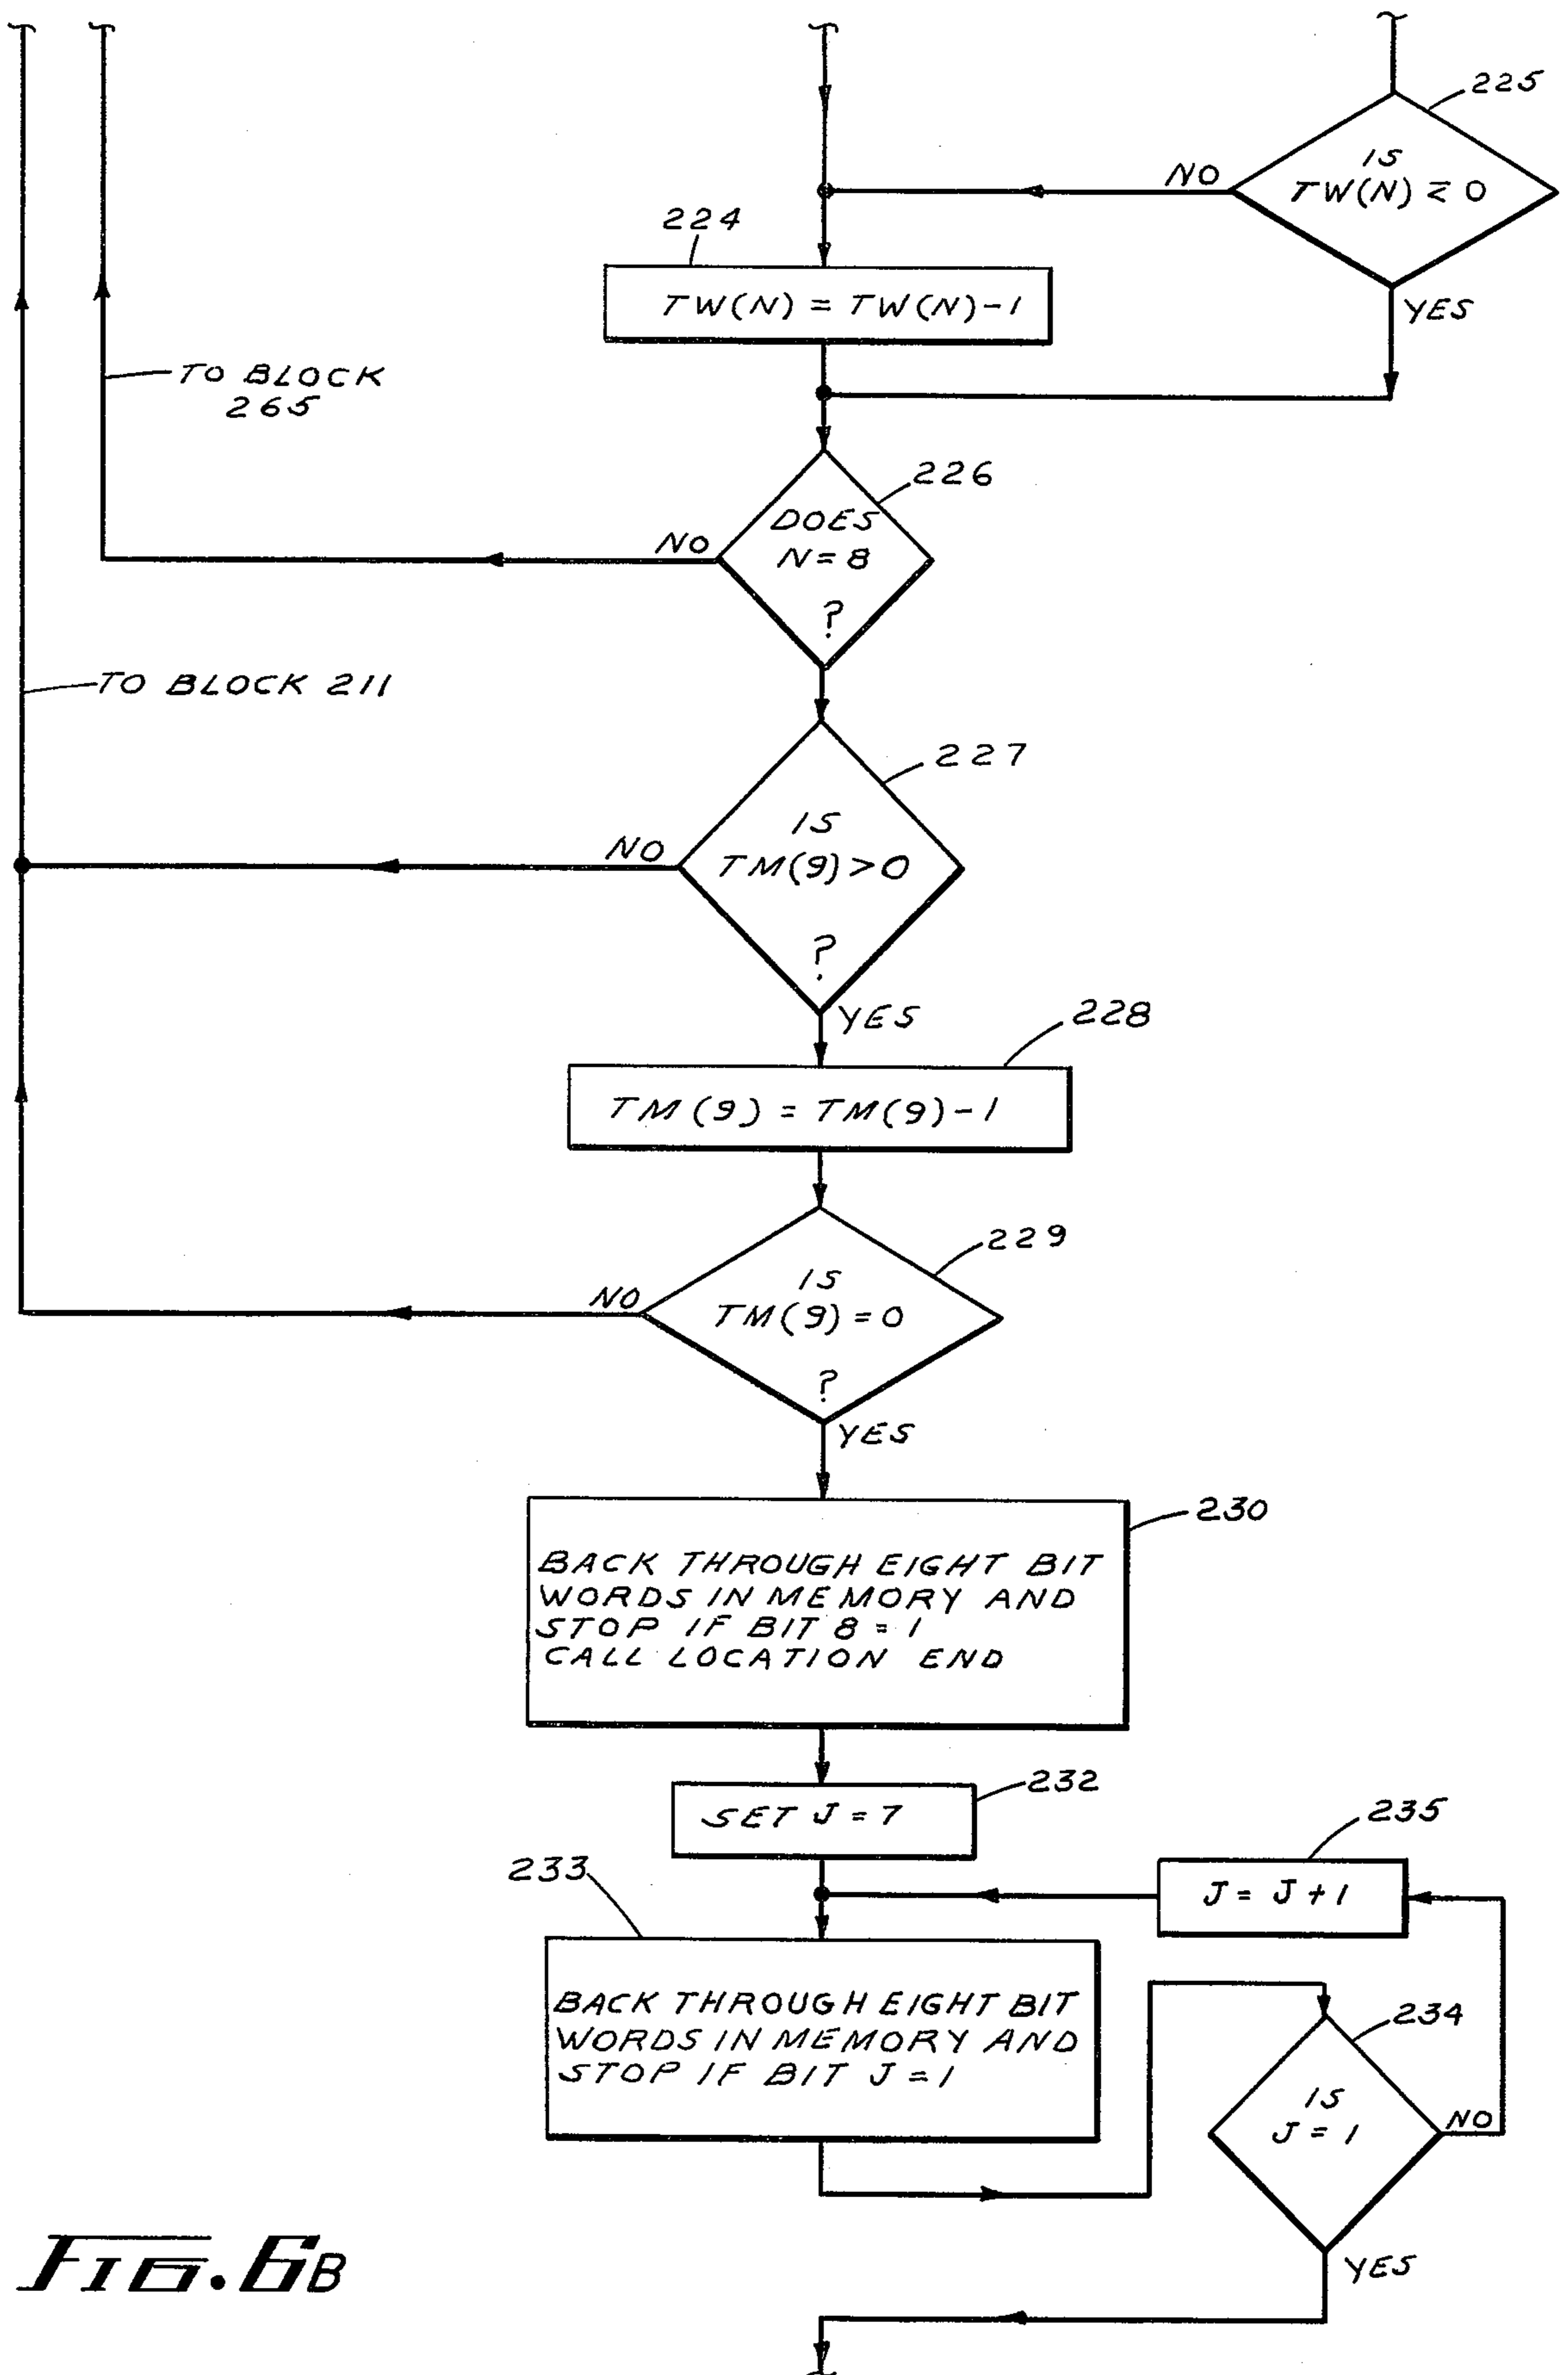 225
IS
TW(N) ≤ 0
NO
YES
224
TW(N) = TW(N)-1
TO BLOCK
265
226
DOES
N=8
?
NO
TO BLOCK 211
227
IS
TM(9)>0
?
NO
YES
228
TM(9) = TM(9)-1
229
IS
TM(9)=0
?
NO
YES
230
BACK THROUGH EIGHT BIT
WORDS IN MEMORY AND
STOP IF BIT 8 = 1
CALL LOCATION END
232
SET J = 7
235
J = J+1
233
BACK THROUGH EIGHT BIT
WORDS IN MEMORY AND
STOP IF BIT J = 1
234
IS
J = 1
NO
YES
FIG. 6B